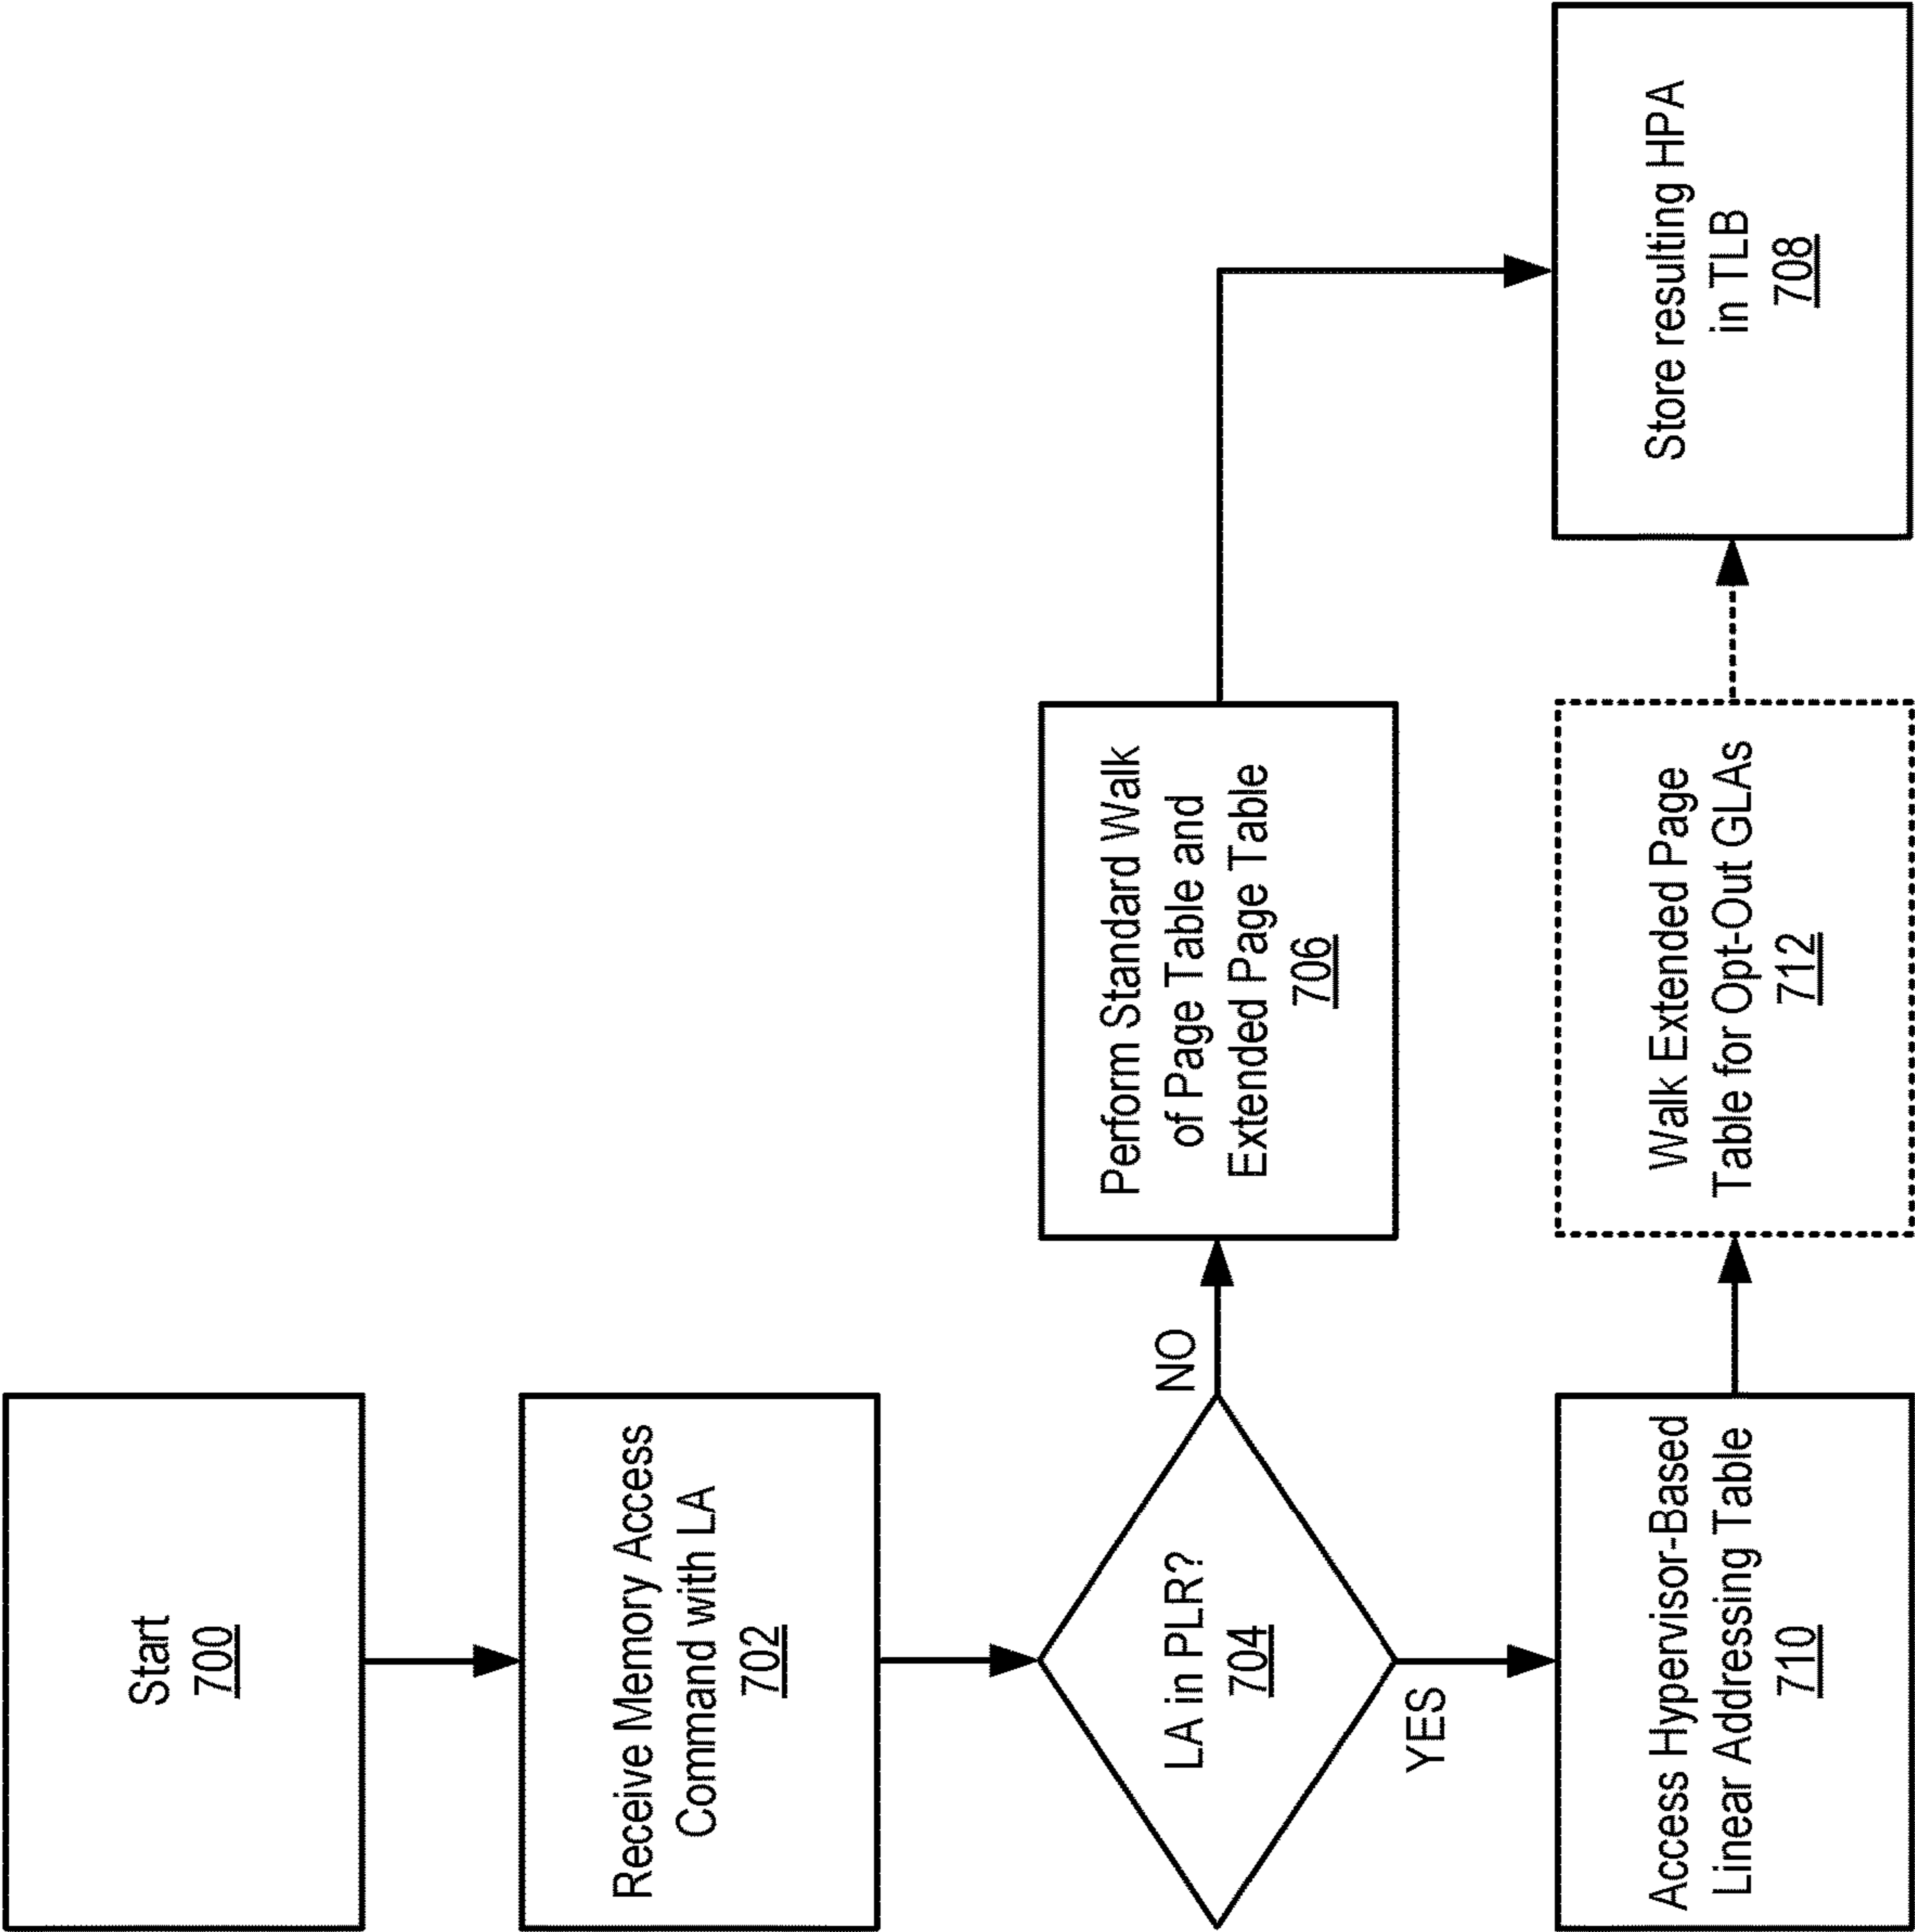 Start
700
Receive Memory Access
Command with LA
702
LA in PLR?
704
NO
YES
Perform Standard Walk
of Page Table and
Extended Page Table
706
Access Hypervisor-Based
Linear Addressing Table
710
Walk Extended Page
Table for Opt-Out GLAs
712
Store resulting HPA
in TLB
708